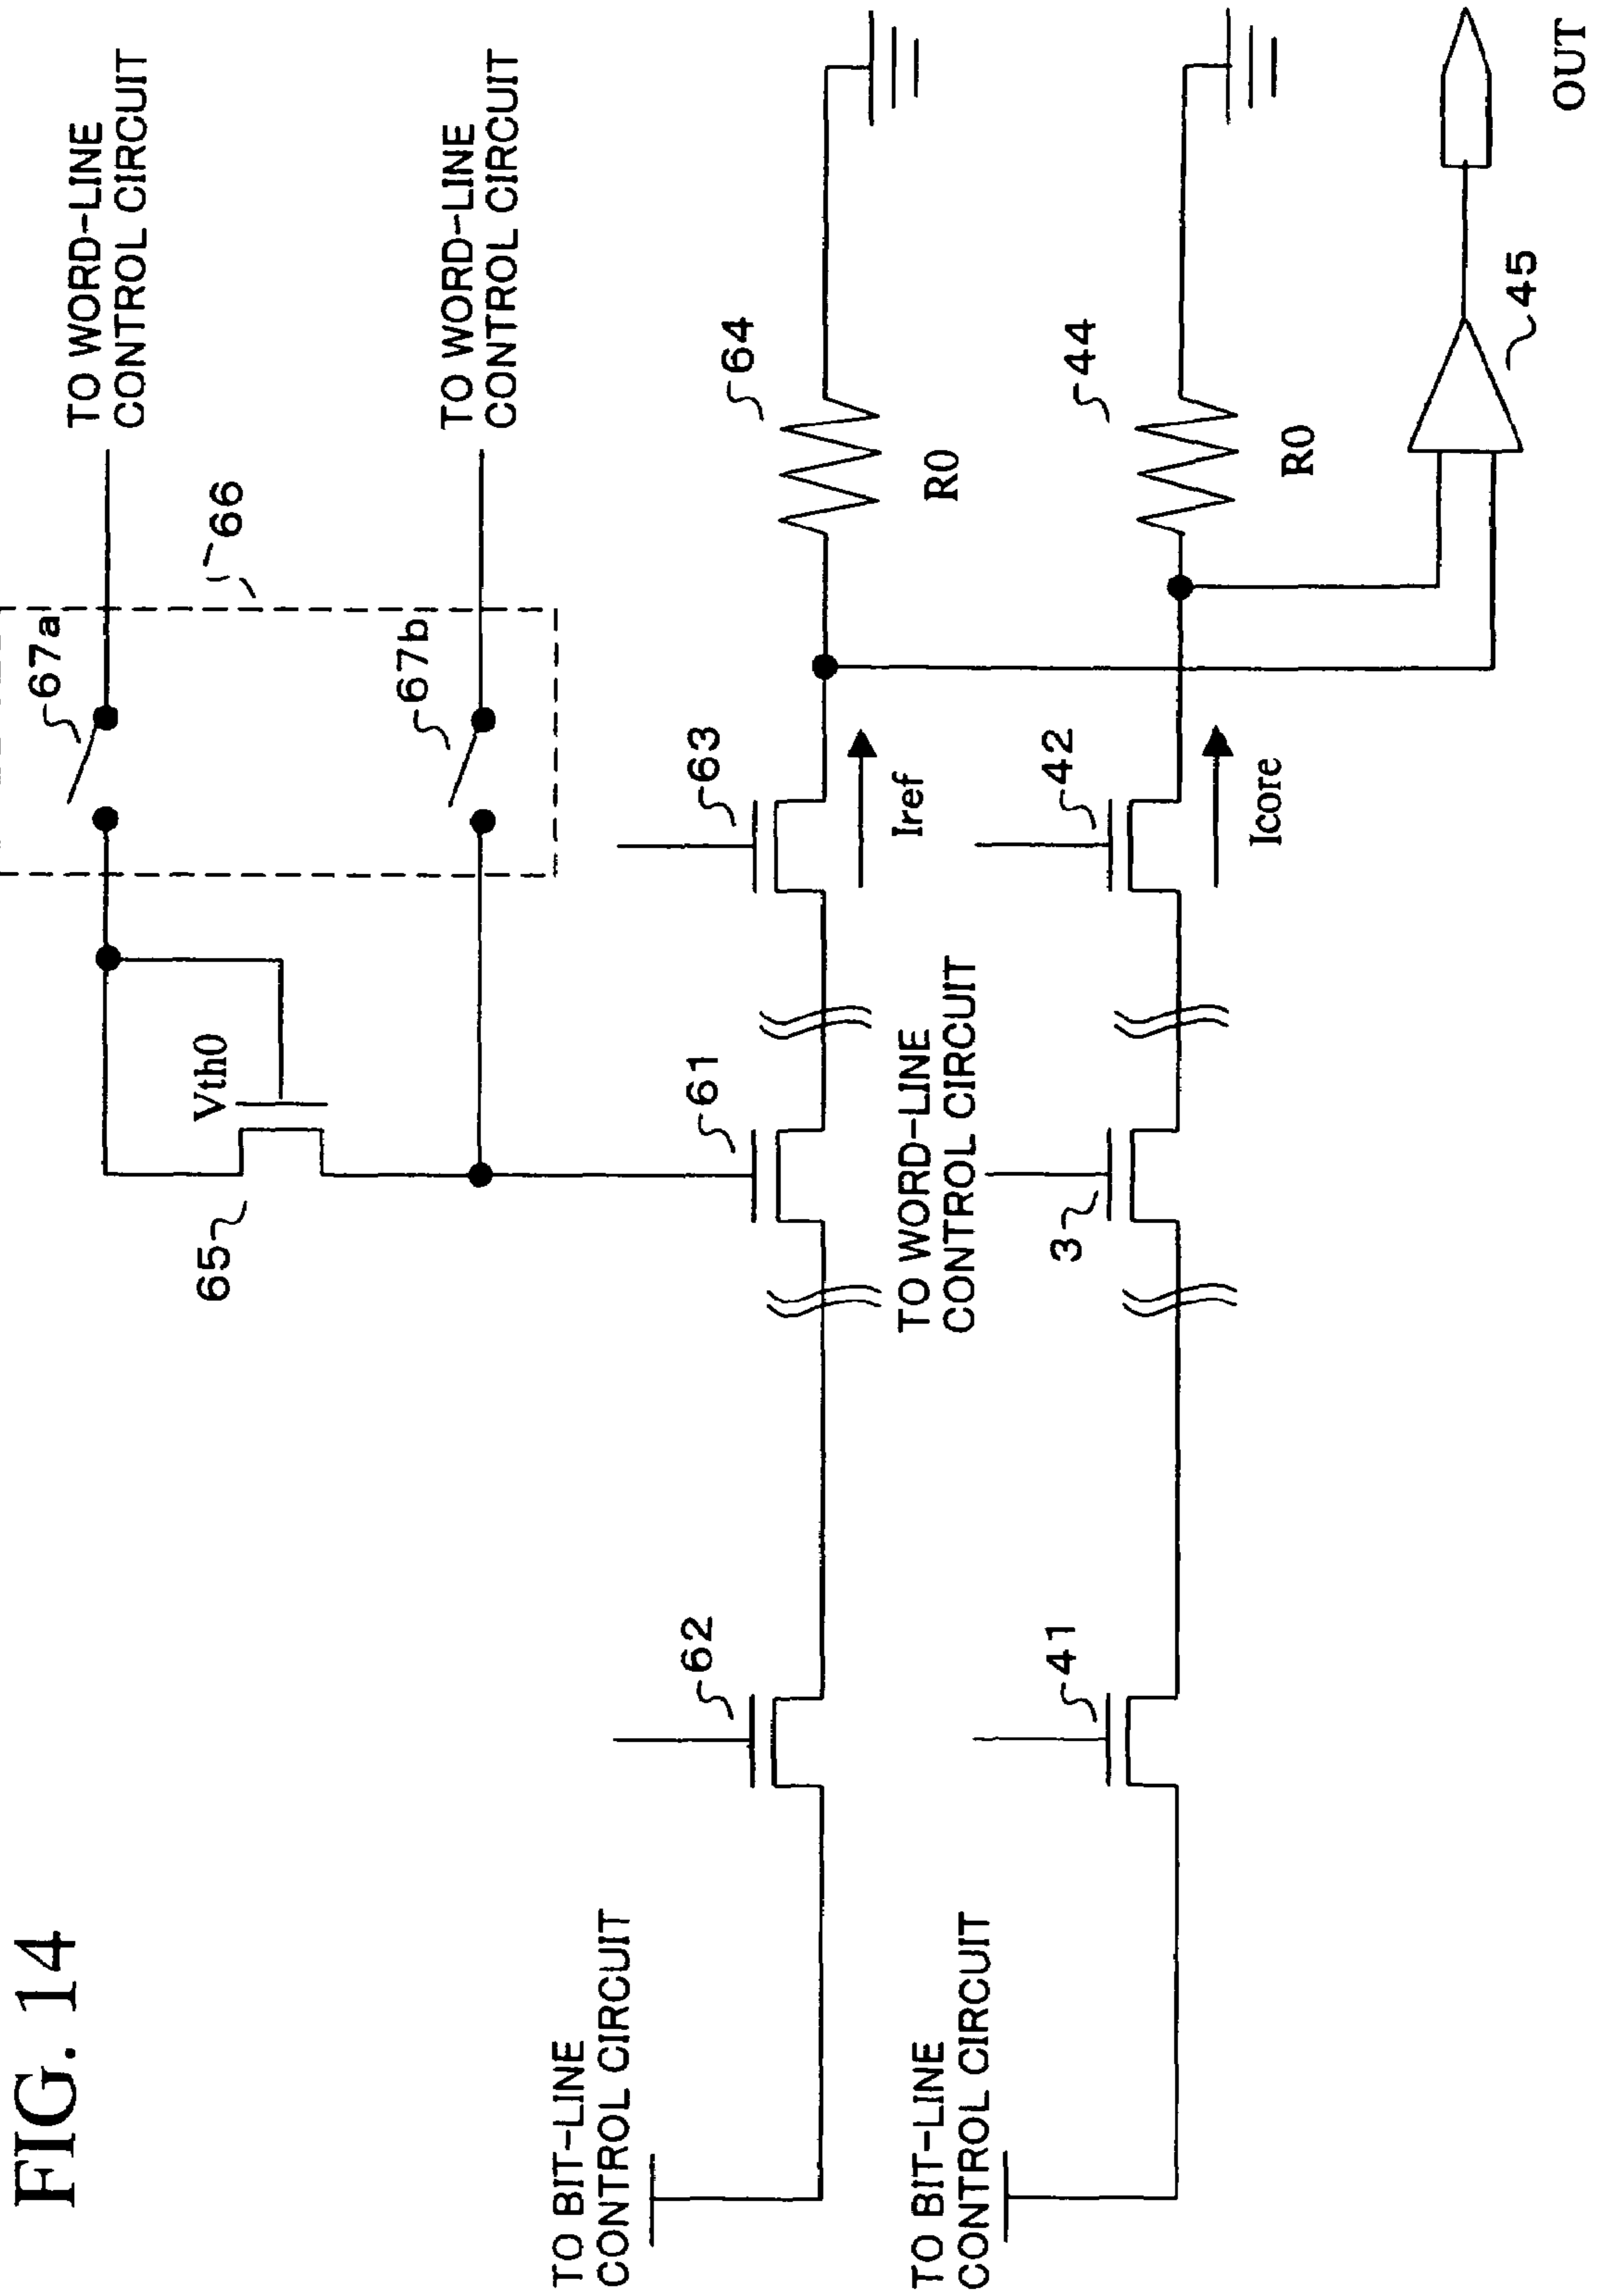 FIG. 14
TO WORD-LINE
CONTROL CIRCUIT
67a
66
TO WORD-LINE
CONTROL CIRCUIT
67b
Vth0
65
TO BIT-LINE
CONTROL CIRCUIT
62
61
63
Iref
64
R0
TO WORD-LINE
CONTROL CIRCUIT
TO BIT-LINE
CONTROL CIRCUIT
41
3
42
Icore
44
R0
45
OUT